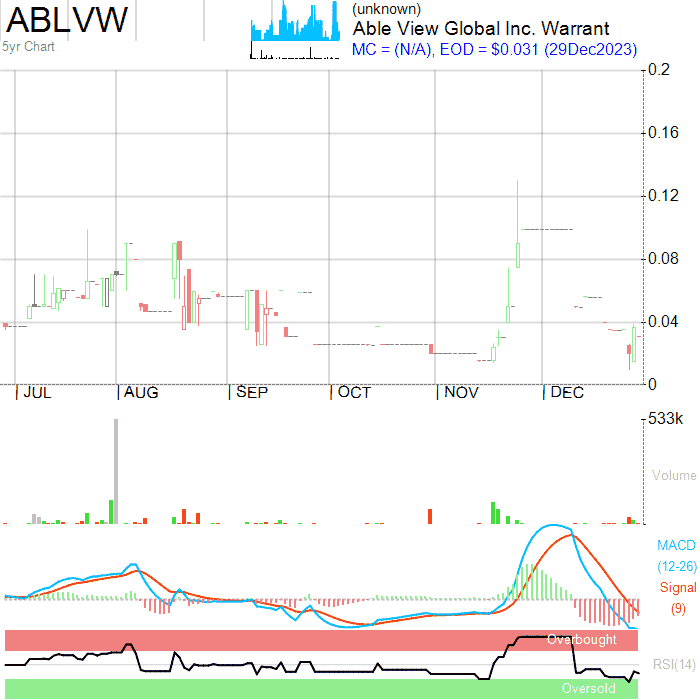 ABLVW
5yr Chart
(unknown)
Able View Global Inc. Warrant
MC = (N/A), EOD = $0.031 (29Dec2023)
0.2
0.16
0.12
0.08
0.04
0
JUL
AUG
SEP
OCT
NOV
DEC
533k
Volume
MACD
(12-26)
Signal
(9)
Overbought
RSI(14)
Oversold